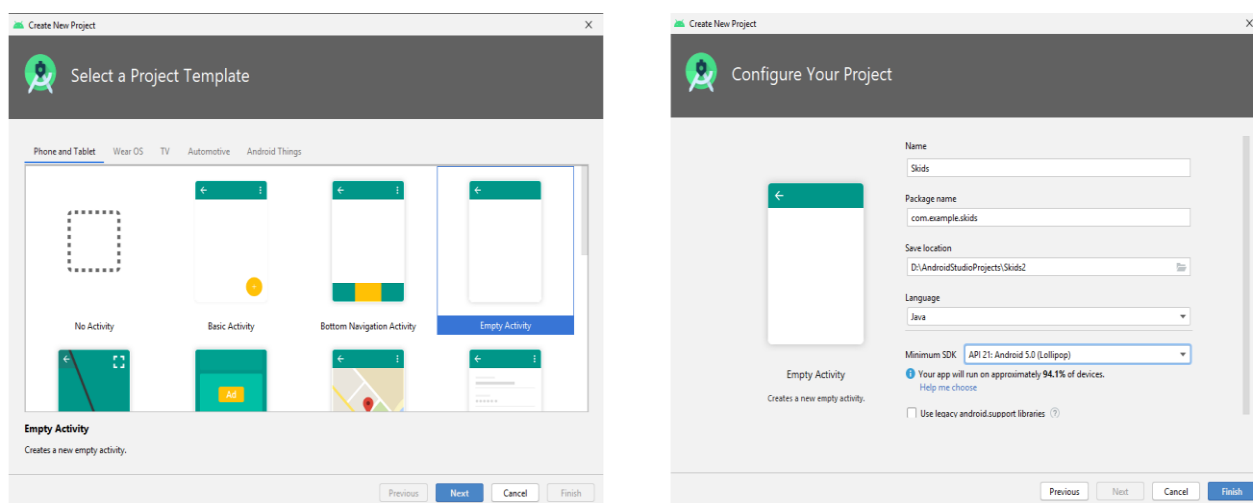 Create New Project
Select a Project Template
Phone and Tablet Wear OS TV Automotive Android Things
No Activity Basic Activity Bottom Navigation Activity Empty Activity
Ad
Empty Activity
Creates a new empty activity.
Previous Next Cancel Finish
Create New Project
Configure Your Project
Name
Skids
Package name
com.example.skids
Save location
D:\AndroidStudioProjects\Skids2
Language
Java
Minimum SDK API 21: Android 5.0 (Lollipop)
Your app will run on approximately 94.1% of devices.
Help me choose
Use legacy android.support libraries
Empty Activity
Creates a new empty activity.
Previous Next Cancel Finish